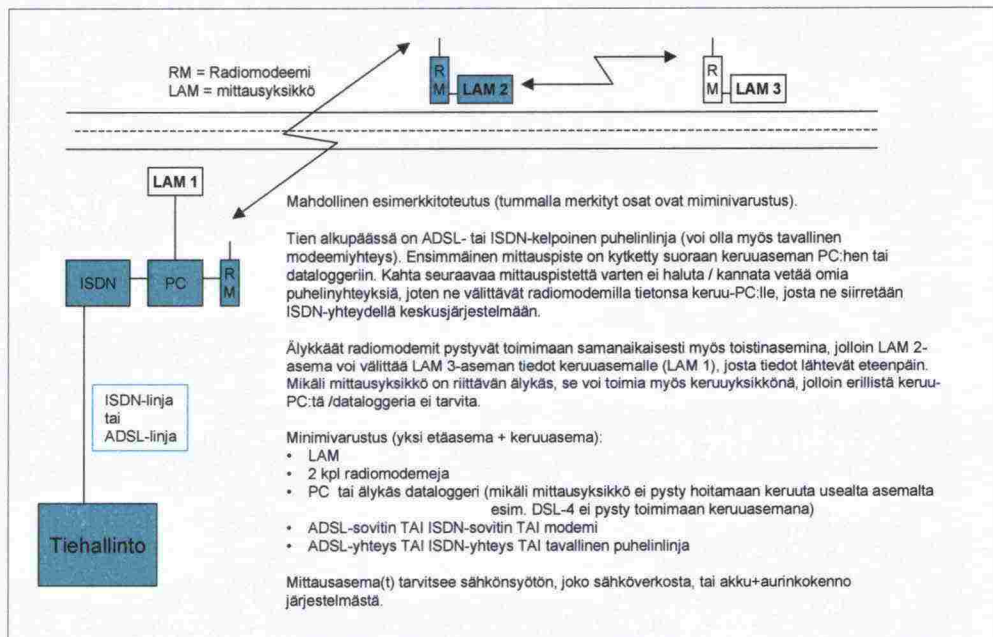 RM = Radiomodeemi
LAM = mittausyksikkö
RM
LAM 2
RM
LAM 3
LAM 1
ISDN
PC
RM
ISDN-linja
tai
ADSL-linja
Tiehallinto
Mahdollinen esimerkkitoteutus (tummalla merkityt osat ovat miminivarustus).
Tien alkupäässä on ADSL- tai ISDN-kelpoinen puhelinlinja (voi olla myös tavallinen
modeemiyhteys). Ensimmäinen mittauspiste on kytketty suoraan keruuaseman PC:hen tai
dataloggeriin. Kahta seuraavaa mittauspistettä varten ei haluta / kannata vetää omia
puhelinyhteyksiä, joten ne välittävät radiomodemilla tietonsa keruu-PC:lle, josta ne siirretään
ISDN-yhteydellä keskusjärjestelmään.
Älykkäät radiomodemit pystyvät toimimaan samanaikaisesti myös toistinasemina, jolloin LAM 2-
asema voi välittää LAM 3-aseman tiedot keruuasemalle (LAM 1), josta tiedot lähtevät eteenpäin.
Mikäli mittausyksikkö on riittävän älykäs, se voi toimia myös keruuyksikkönä, jolloin erillistä keruu-
PC:tä /dataloggeria ei tarvita.
Minimivarustus (yksi etäasema + keruuasema):
• LAM
• 2 kpl radiomodemeja
• PC tai älykäs dataloggeri (mikäli mittausyksikkö ei pysty hoitamaan keruuta usealta asemalta
esim. DSL-4 ei pysty toimimaan keruuasemana)
• ADSL-sovitin TAI ISDN-sovitin TAI modemi
• ADSL-yhteys TAI ISDN-yhteys TAI tavallinen puhelinlinja
Mittausasema(t) tarvitsee sähkönsyötön, joko sähköverkosta, tai akku+aurinkokenno
järjestelmästä.